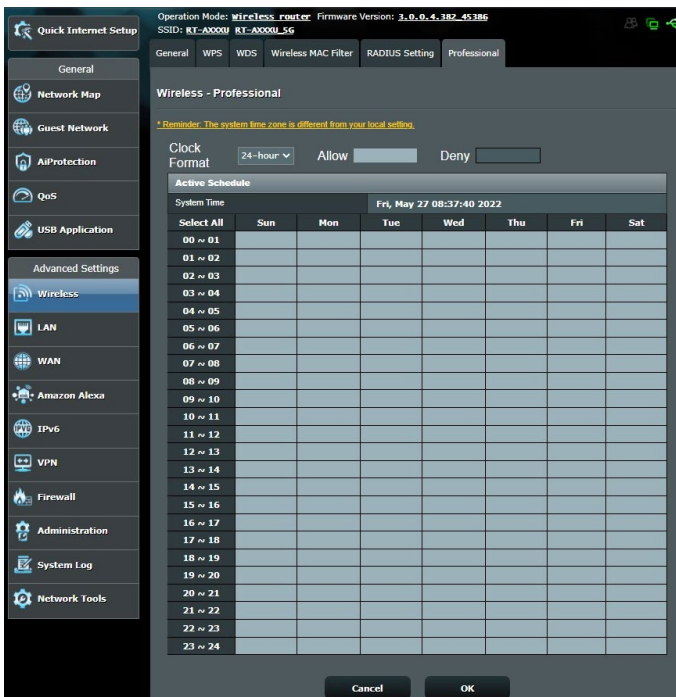 Quick Internet Setup
General
Network Map
Guest Network
AiProtection
QoS
USB Application
Advanced Settings
Wireless
LAN
WAN
Amazon Alexa
IPv6
VPN
Firewall
Administration
System Log
Network Tools
Operation Mode: Wireless router Firmware Version: 3.0.0.4.382_45386
SSID: RT-AXXXU RT-AXXXU_5G
General WPS WDS Wireless MAC Filter RADIUS Setting Professional
Wireless - Professional
* Reminder: The system time zone is different from your local setting.
Clock Format 24-hour Allow Deny
Active Schedule
System Time Fri, May 27 08:37:40 2022
Select All Sun Mon Tue Wed Thu Fri Sat
00 ~ 01
01 ~ 02
02 ~ 03
03 ~ 04
04 ~ 05
05 ~ 06
06 ~ 07
07 ~ 08
08 ~ 09
09 ~ 10
10 ~ 11
11 ~ 12
12 ~ 13
13 ~ 14
14 ~ 15
15 ~ 16
16 ~ 17
17 ~ 18
18 ~ 19
19 ~ 20
20 ~ 21
21 ~ 22
22 ~ 23
23 ~ 24
Cancel OK